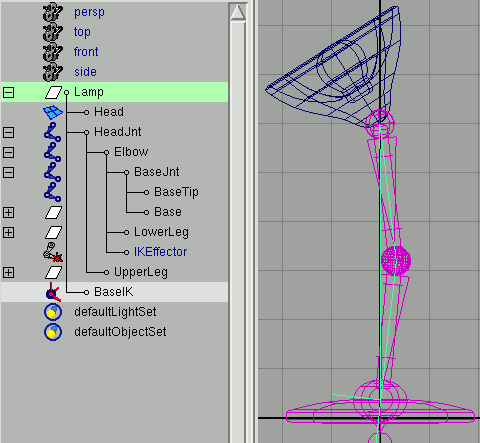 persp
top
front
side
Lamp
Head
HeadJnt
Elbow
BaseJnt
BaseTip
Base
LowerLeg
IKEffector
UpperLeg
BaseIK
defaultLightSet
defaultObjectSet